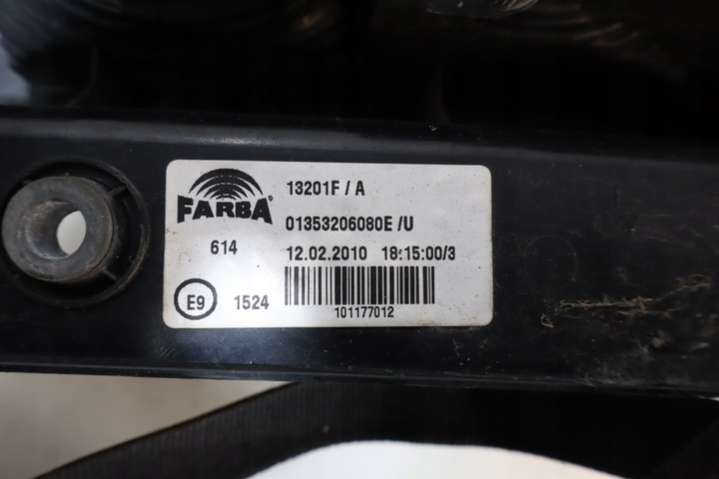 FARBA
13201F / A
01353206080E /U
614
12.02.2010 18:15:00/3
E9
1524
101177012